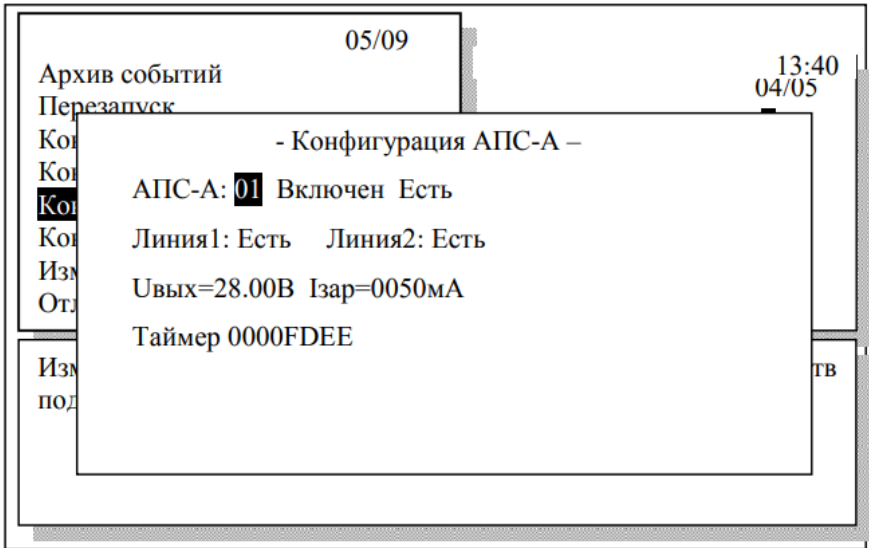 05/09
13:40
04/05
Архив событий
Перезапуск
- Конфигурация АПС-А –
АПС-А: 01 Включен Есть
Линия1: Есть Линия2: Есть
Uвых=28.00В Iзар=0050мА
Таймер 0000FDEE